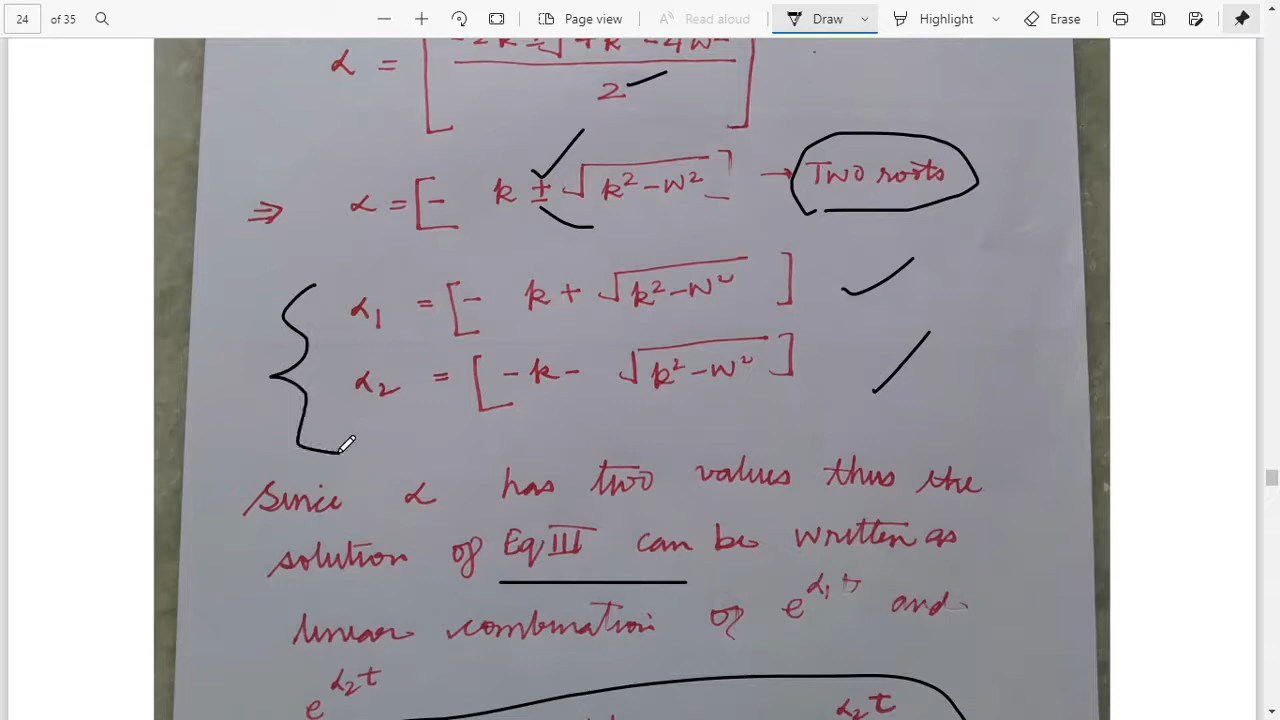 24 of 35 Page view Read aloud Draw Highlight Erase
α = [ -2k ± √4k² - 4w² / 2 ]
⇒ α = [ - k ± √k² - w² ] → Two roots
α₁ = [ - k + √k² - w² ]
α₂ = [ - k - √k² - w² ]
Since α has two values thus the
solution of Eq III can be written as
linear combination of e^α₁t and
e^α₂t
α₂t